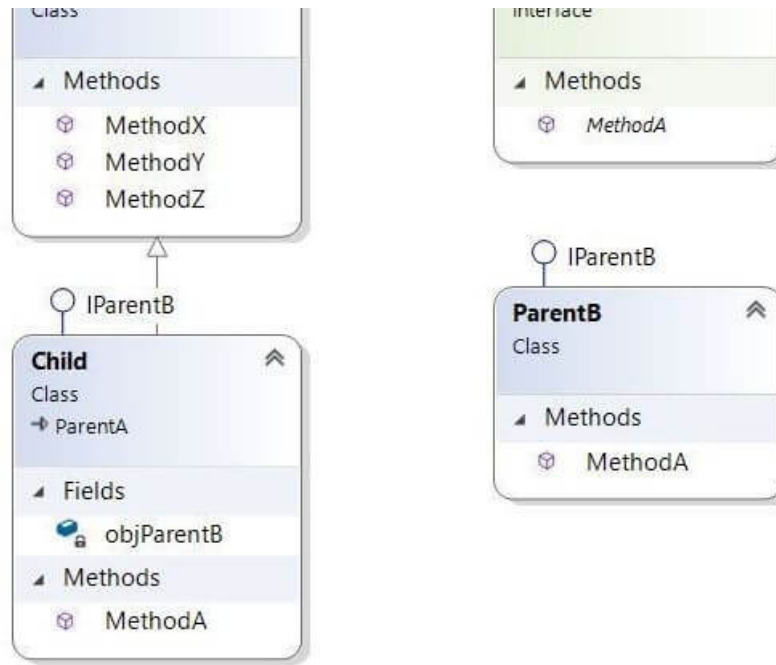 Class
Methods
MethodX
MethodY
MethodZ
IParentB
Child
Class
ParentA
Fields
objParentB
Methods
MethodA
Interface
Methods
MethodA
IParentB
ParentB
Class
Methods
MethodA